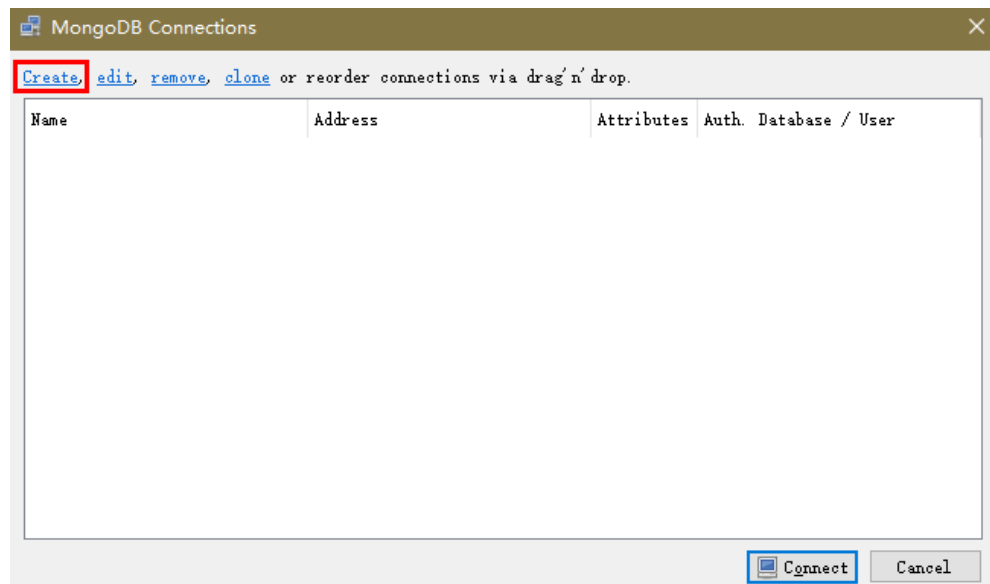 MongoDB Connections
Create, edit, remove, clone or reorder connections via drag'n'drop.
Name Address Attributes Auth. Database / User
Connect Cancel